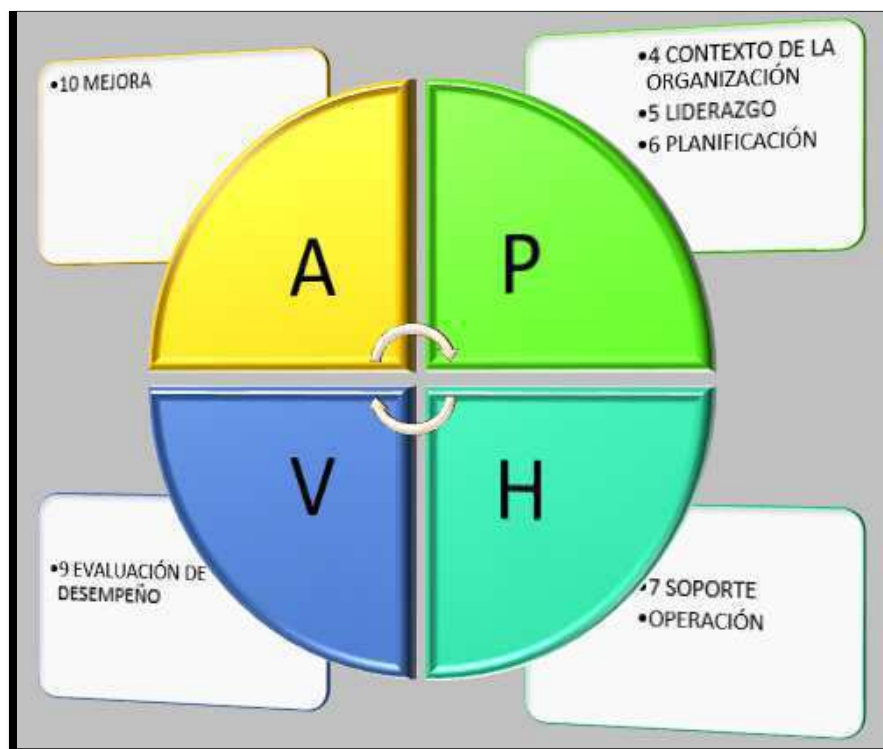 •10 MEJORA
•4 CONTEXTO DE LA
ORGANIZACIÓN
•5 LIDERAZGO
•6 PLANIFICACIÓN
A
P
V
H
•9 EVALUACIÓN DE
DESEMPEÑO
•7 SOPORTE
•OPERACIÓN